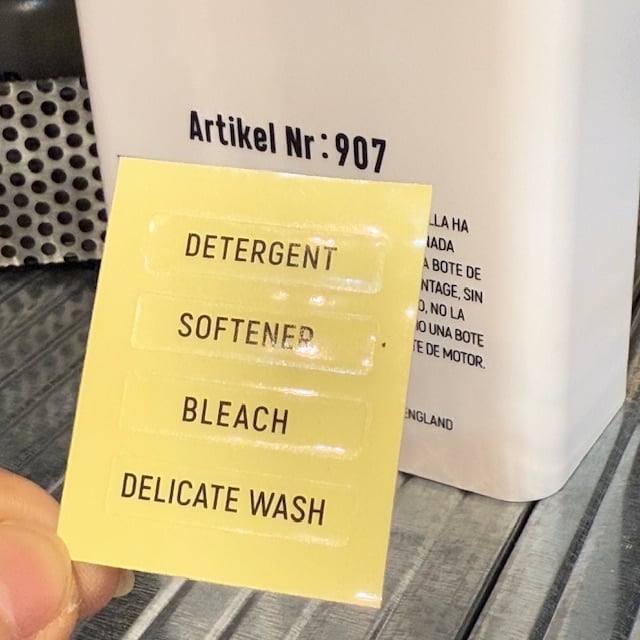 Artikel Nr:907
DETERGENT
SOFTENER
BLEACH
DELICATE WASH
HA
BOTE DE
SIN
NO LA
UNA BOTE
DE MOTOR.
ENGLAND